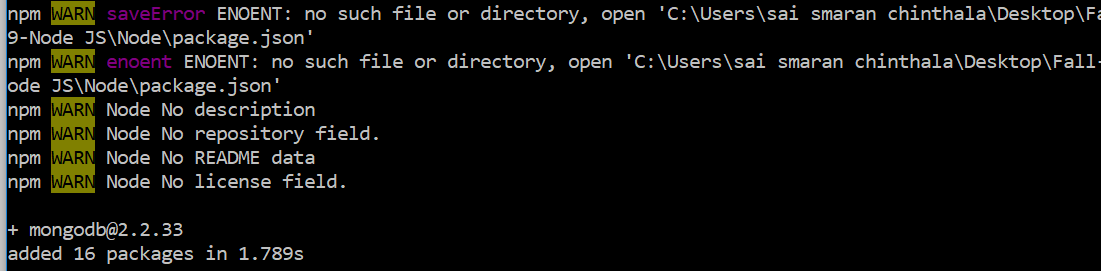 npm WARN saveError ENOENT: no such file or directory, open 'C:\Users\sai smaran chinthala\Desktop\Fa
9-Node JS\Node\package.json'
npm WARN enoent ENOENT: no such file or directory, open 'C:\Users\sai smaran chinthala\Desktop\Fall-
ode JS\Node\package.json'
npm WARN Node No description
npm WARN Node No repository field.
npm WARN Node No README data
npm WARN Node No license field.
+ mongodb@2.2.33
added 16 packages in 1.789s